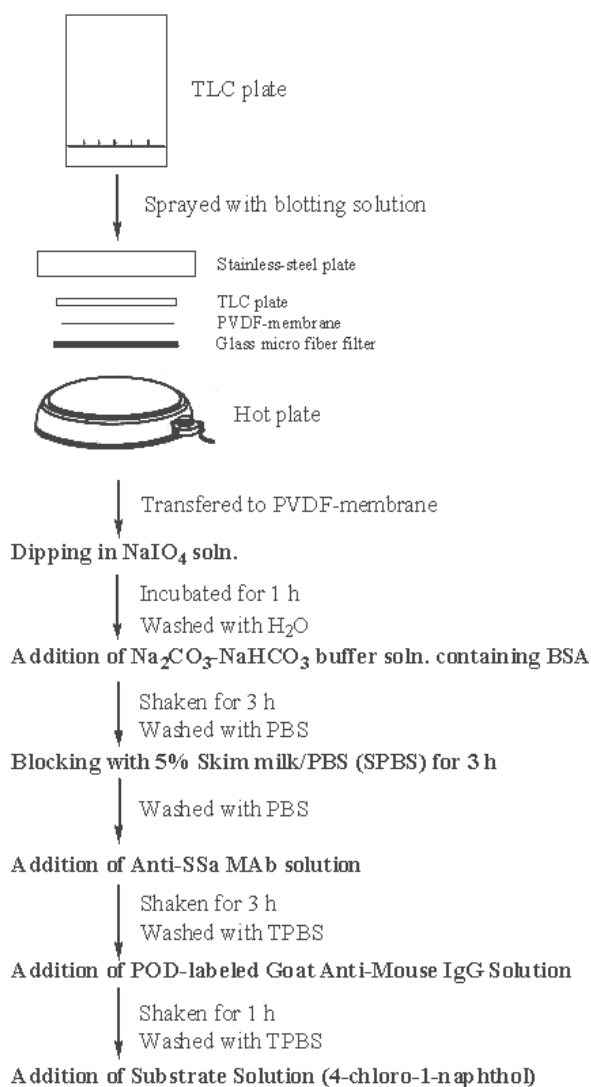 TLC plate
Sprayed with blotting solution
Stainless-steel plate
TLC plate
PVDF-membrane
Glass micro fiber filter
Hot plate
Transfered to PVDF-membrane
Dipping in NaIO4 soln.
Incubated for 1 h
Washed with H2O
Addition of Na2CO3-NaHCO3 buffer soln. containing BSA
Shaken for 3 h
Washed with PBS
Blocking with 5% Skim milk/PBS (SPBS) for 3 h
Washed with PBS
Addition of Anti-SSa MAb solution
Shaken for 3 h
Washed with TPBS
Addition of POD-labeled Goat Anti-Mouse IgG Solution
Shaken for 1 h
Washed with TPBS
Addition of Substrate Solution (4-chloro-1-naphthol)